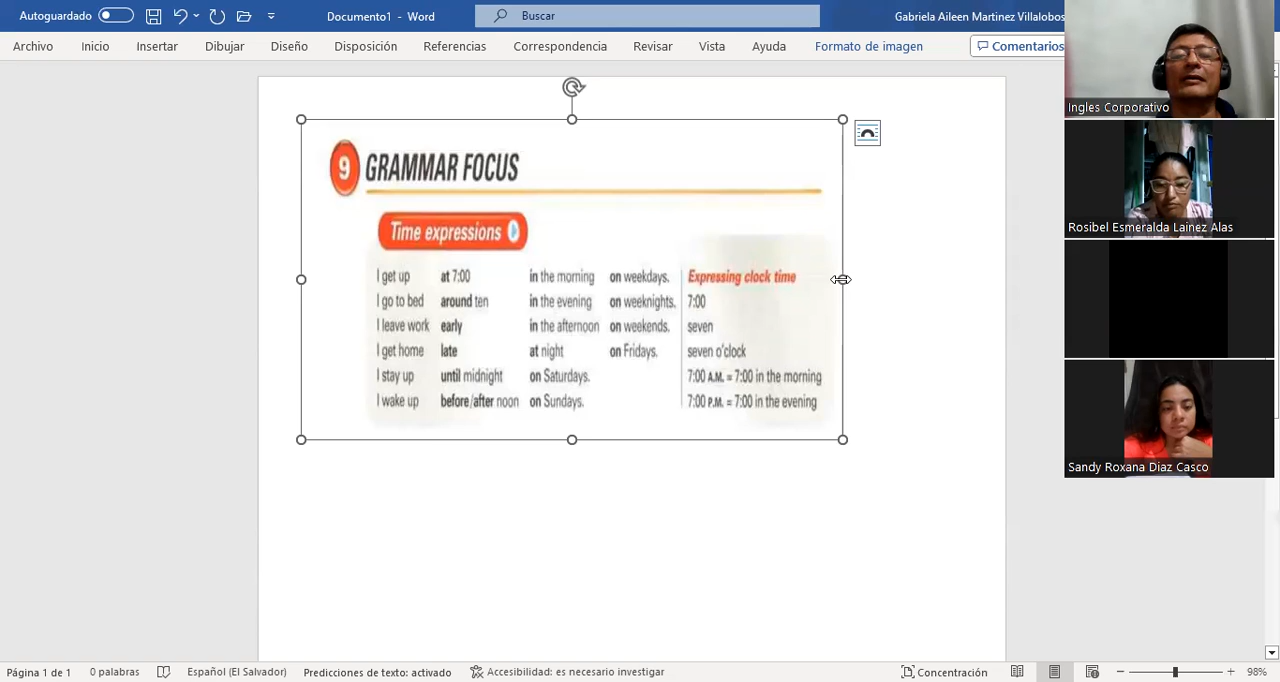 Autoguardado
Documento1 - Word
Buscar
Gabriela Aileen Martinez Villalobos
Archivo Inicio Insertar Dibujar Diseño Disposición Referencias Correspondencia Revisar Vista Ayuda Formato de imagen Comentarios
9 GRAMMAR FOCUS
Time expressions
I get up at 7:00 in the morning on weekdays. Expressing clock time
I go to bed around ten in the evening on weeknights. 7:00
I leave work early in the afternoon on weekends. seven
I get home late at night on Fridays. seven o'clock
I stay up until midnight on Saturdays. 7:00 A.M. = 7:00 in the morning
I wake up before/after noon on Sundays. 7:00 P.M. = 7:00 in the evening
Ingles Corporativo
Rosibel Esmeralda Lainez Alas
Sandy Roxana Diaz Casco
Página 1 de 1 0 palabras Español (El Salvador) Predicciones de texto: activado Accesibilidad: es necesario investigar Concentración 98%